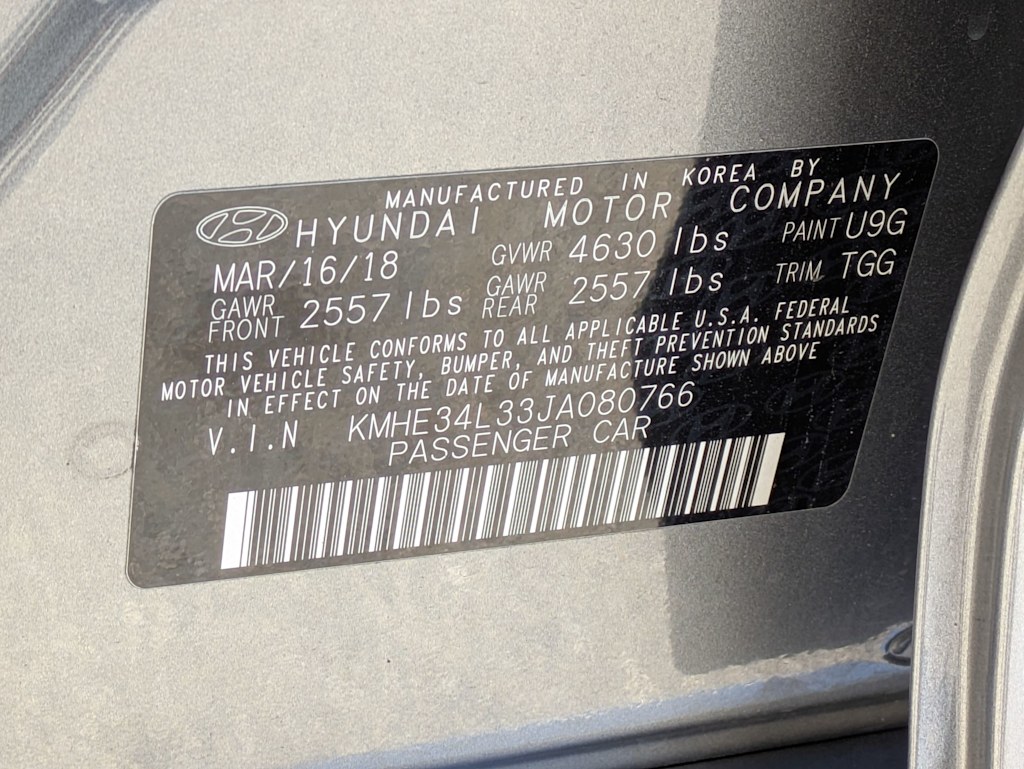 MANUFACTURED IN KOREA BY
HYUNDAI MOTOR COMPANY
MAR/16/18 GVWR 4630 lbs PAINT U9G
GAWR FRONT 2557 lbs GAWR REAR 2557 lbs TRIM TGG
THIS VEHICLE CONFORMS TO ALL APPLICABLE U.S.A. FEDERAL
MOTOR VEHICLE SAFETY, BUMPER, AND THEFT PREVENTION STANDARDS
IN EFFECT ON THE DATE OF MANUFACTURE SHOWN ABOVE
V.I.N KMHE34L33JA080766
PASSENGER CAR